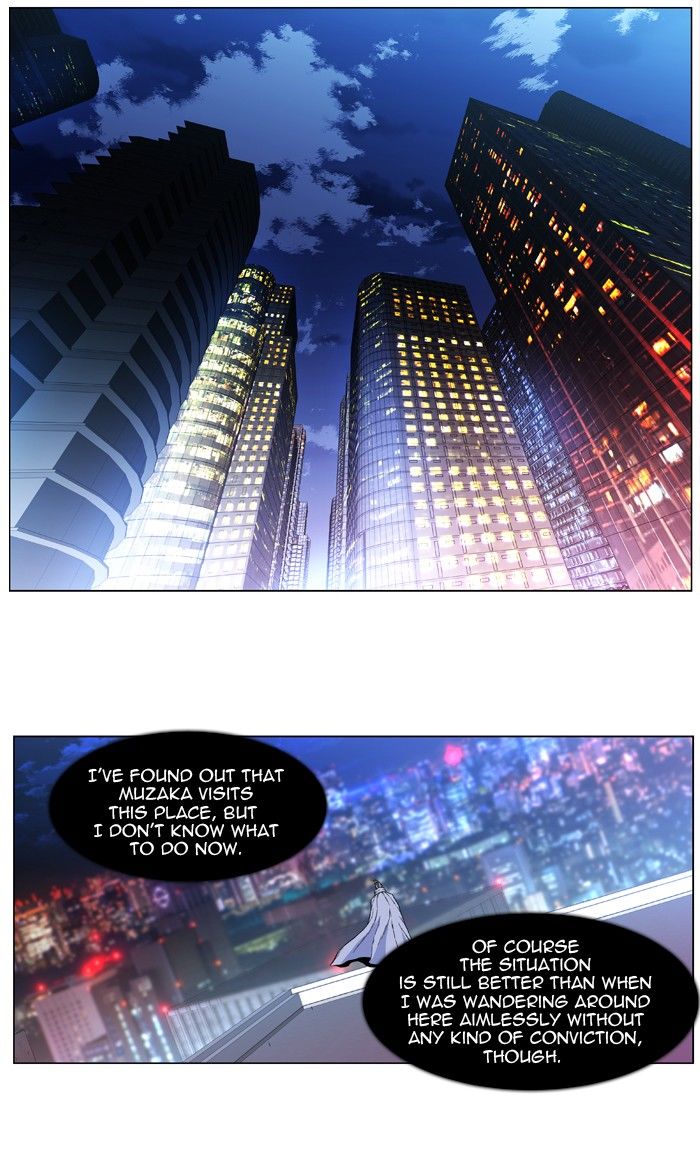 I'VE FOUND OUT THAT
MUZAKA VISITS
THIS PLACE, BUT
I DON'T KNOW WHAT
TO DO NOW.
OF COURSE
THE SITUATION
IS STILL BETTER THAN WHEN
I WAS WANDERING AROUND
HERE AIMLESSLY WITHOUT
ANY KIND OF CONVICTION,
THOUGH.